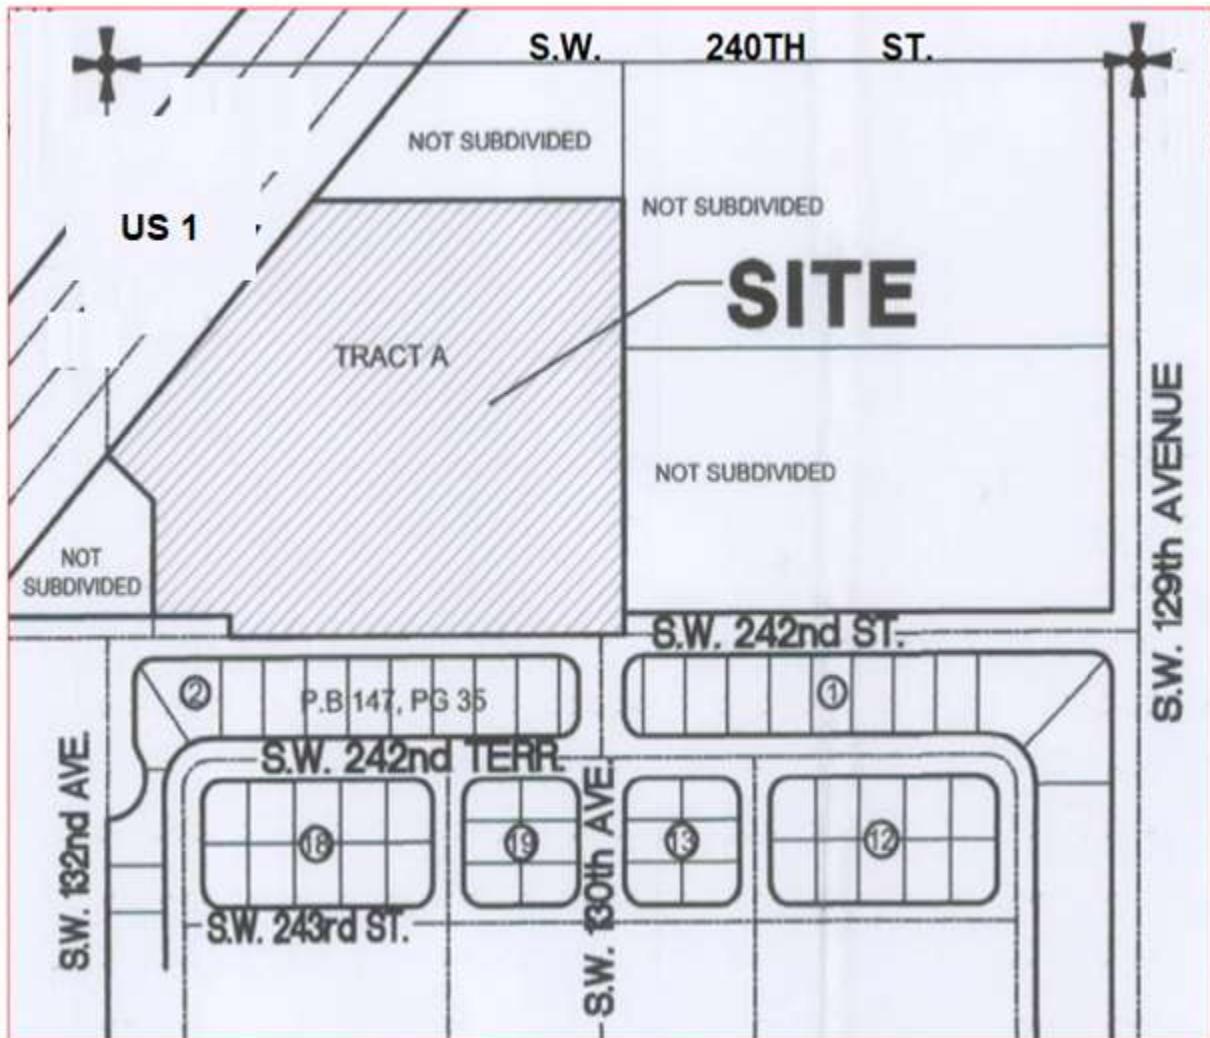 S.W. 240TH ST.
NOT SUBDIVIDED
NOT SUBDIVIDED
US 1
SITE
TRACT A
NOT SUBDIVIDED
S.W. 129th AVENUE
NOT
SUBDIVIDED
S.W. 242nd ST.
2
P.B 147, PG 35
1
S.W. 242nd TERR.
S.W. 132nd AVE.
18
19
S.W. 130th AVE.
13
12
S.W. 243rd ST.